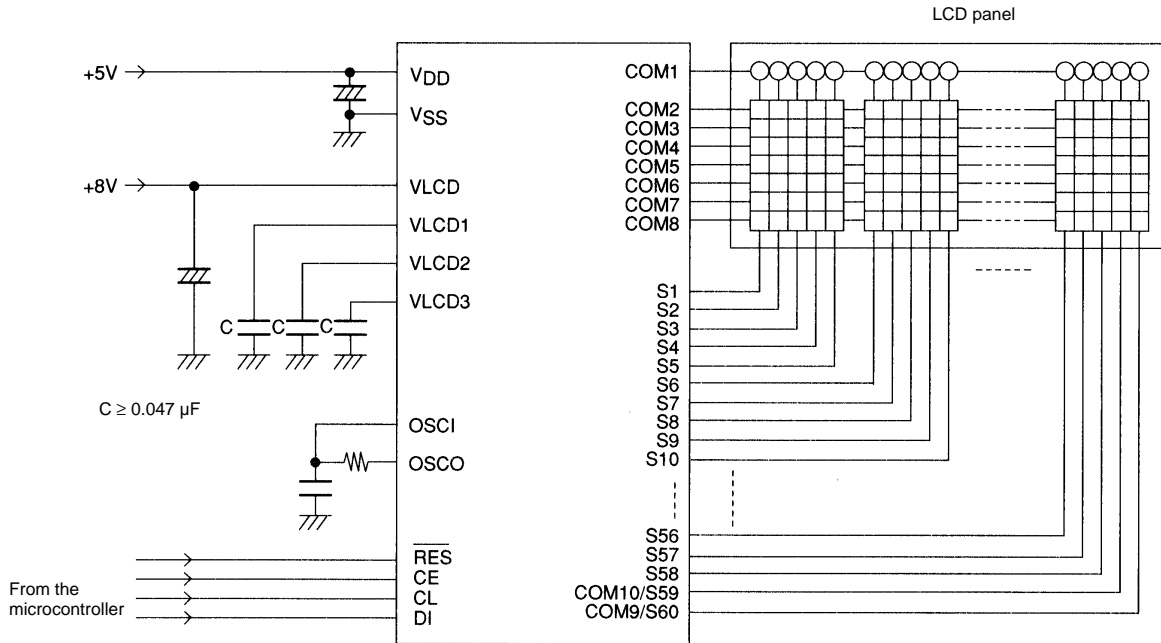 LCD panel
+5V
VDD
VSS
+8V
VLCD
VLCD1
VLCD2
VLCD3
C
C
C
C ≥ 0.047 µF
OSCI
OSCO
From the
microcontroller
RES
CE
CL
DI
COM1
COM2
COM3
COM4
COM5
COM6
COM7
COM8
S1
S2
S3
S4
S5
S6
S7
S8
S9
S10
S56
S57
S58
COM10/S59
COM9/S60